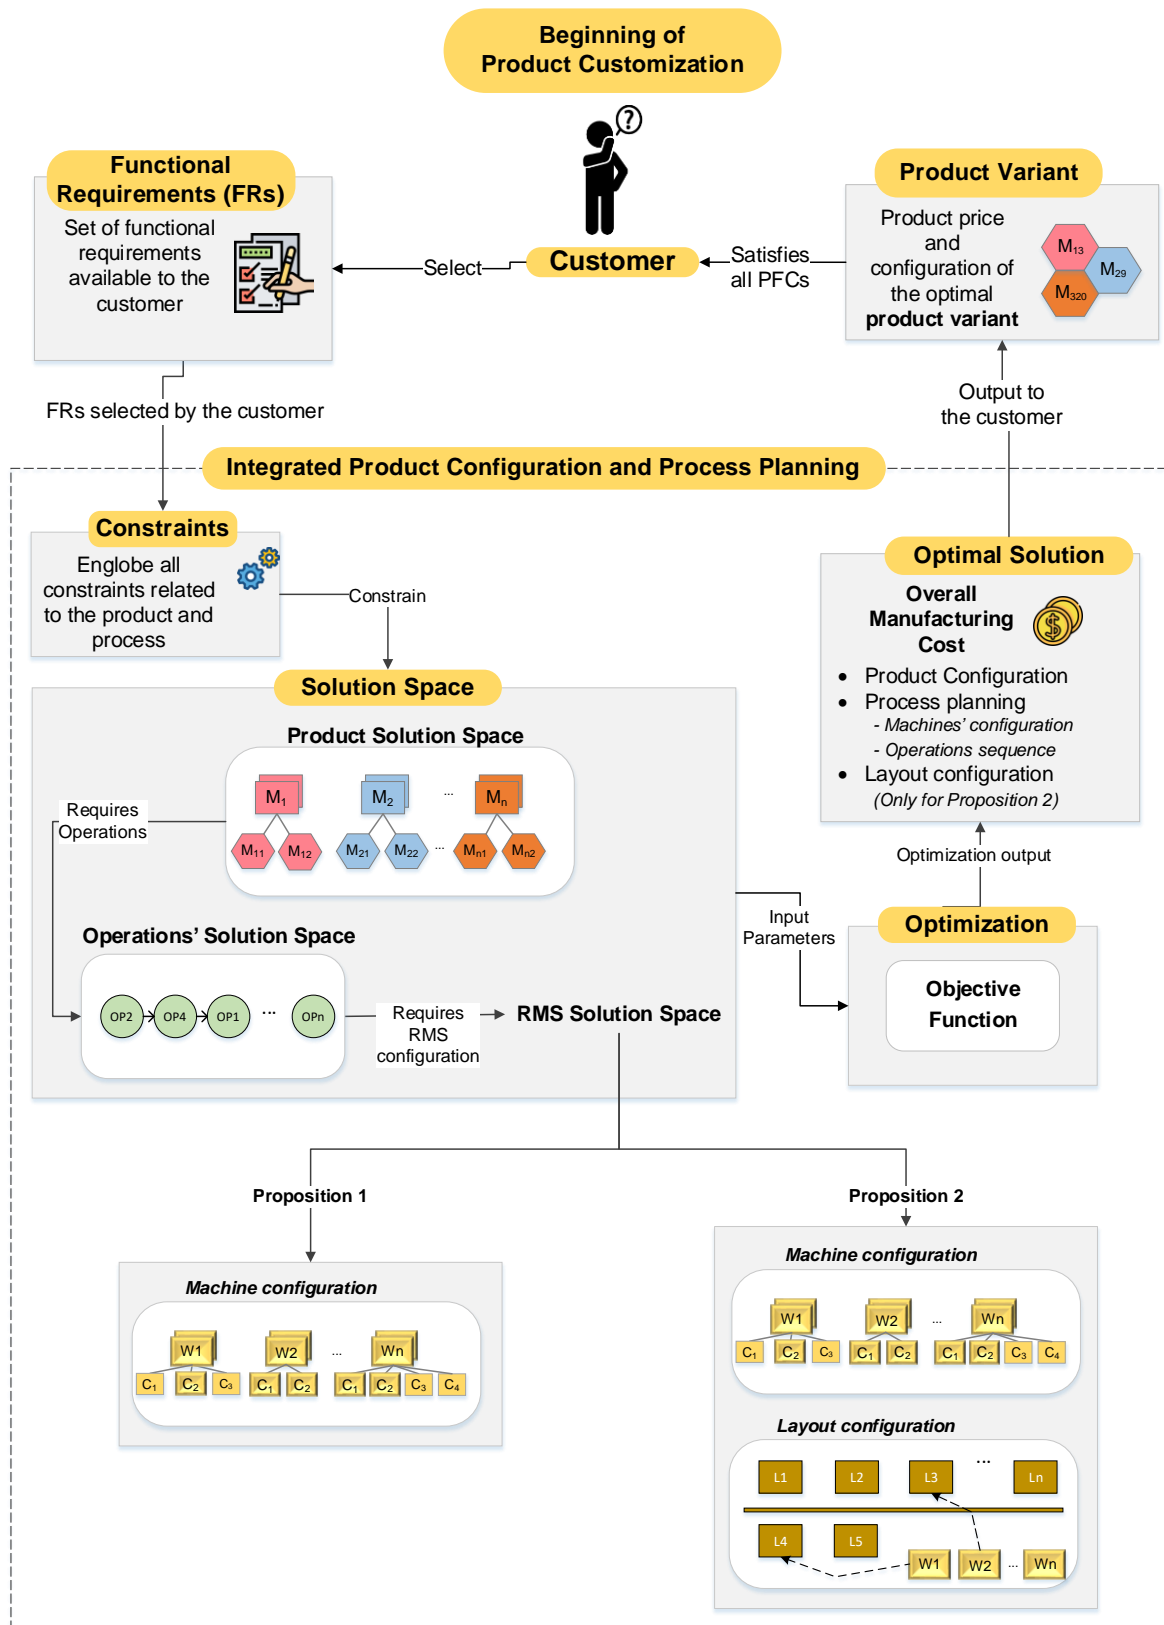 Beginning of
Product Customization
?
Functional
Requirements (FRs)
Set of functional
requirements
available to the
customer
Select
Customer
Satisfies
all PFCs
Product Variant
Product price
and
configuration of
the optimal
product variant
M13
M29
M320
FRs selected by the customer
Output to
the customer
Integrated Product Configuration and Process Planning
Constraints
Englobe all
constraints related
to the product and
process
Constrain
Optimal Solution
Overall
Manufacturing
Cost
$
• Product Configuration
• Process planning
- Machines’ configuration
- Operations sequence
• Layout configuration
(Only for Proposition 2)
Solution Space
Product Solution Space
M1 M2 ... Mn
M11 M12 M21 M22 ... Mn1 Mn2
Requires
Operations
Operations’ Solution Space
OP2 OP4 OP1 ... OPn
Requires
RMS
configuration
RMS Solution Space
Input
Parameters
Optimization output
Optimization
Objective
Function
Proposition 1
Machine configuration
W1 W2 ... Wn
C1 C2 C3 C1 C2 C1 C2 C3 C4
Proposition 2
Machine configuration
W1 W2 ... Wn
C1 C2 C3 C1 C2 C1 C2 C3 C4
Layout configuration
L1 L2 L3 ... Ln
L4 L5
W1 W2 ... Wn